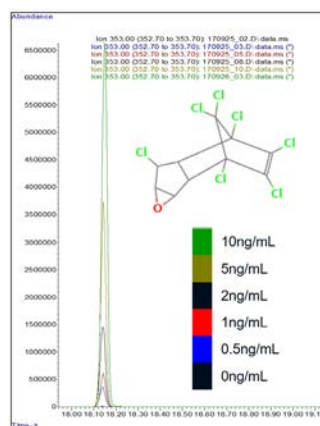 Abundance
Ion 353.00 (352.70 to 353.70): 170925_02.D\data.ms
Ion 353.00 (352.70 to 353.70): 170925_03.D\data.ms (*)
Ion 353.00 (352.70 to 353.70): 170925_05.D\data.ms (*)
Ion 353.00 (352.70 to 353.70): 170925_08.D\data.ms (*)
Ion 353.00 (352.70 to 353.70): 170925_10.D\data.ms (*)
Ion 353.00 (352.70 to 353.70): 170926_03.D\data.ms (*)
6500000
6000000
5500000
5000000
4500000
4000000
3500000
3000000
2500000
2000000
1500000
1000000
500000
0
Cl
Cl
Cl
Cl
Cl
Cl
Cl
O
10ng/mL
5ng/mL
2ng/mL
1ng/mL
0.5ng/mL
0ng/mL
18.00 18.10 18.20 18.30 18.40 18.50 18.60 18.70 18.80 18.90 19.00 19.1